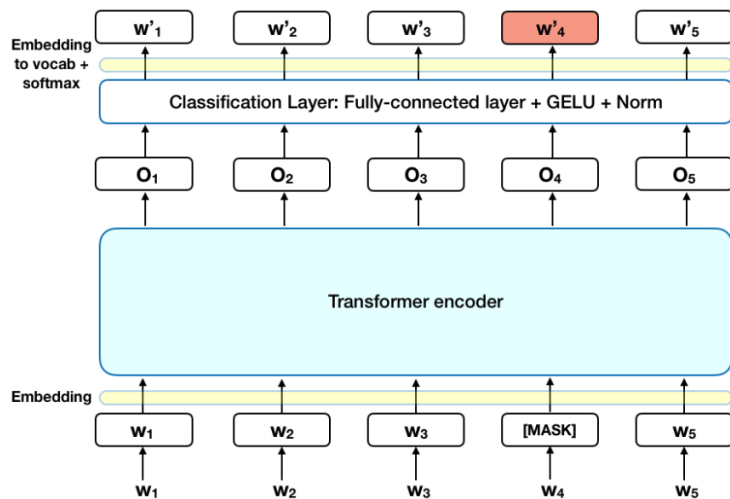 w'₁ w'₂ w'₃ w'₄ w'₅
Embedding
to vocab +
softmax
Classification Layer: Fully-connected layer + GELU + Norm
O₁ O₂ O₃ O₄ O₅
Transformer encoder
Embedding
w₁ w₂ w₃ [MASK] w₅
w₁ w₂ w₃ w₄ w₅